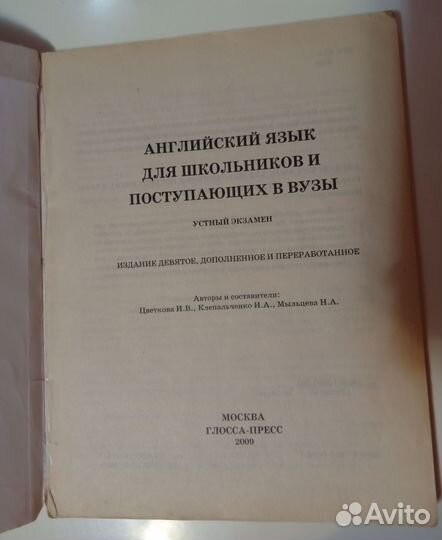 АНГЛИЙСКИЙ ЯЗЫК
ДЛЯ ШКОЛЬНИКОВ И
ПОСТУПАЮЩИХ В ВУЗЫ
УСТНЫЙ ЭКЗАМЕН
ИЗДАНИЕ ДЕВЯТОЕ, ДОПОЛНЕННОЕ И ПЕРЕРАБОТАННОЕ
Авторы и составители:
Цветкова И.В., Клепальченко И.А., Мыльцева Н.А.
МОСКВА
ГЛОССА-ПРЕСС
2009
Avito